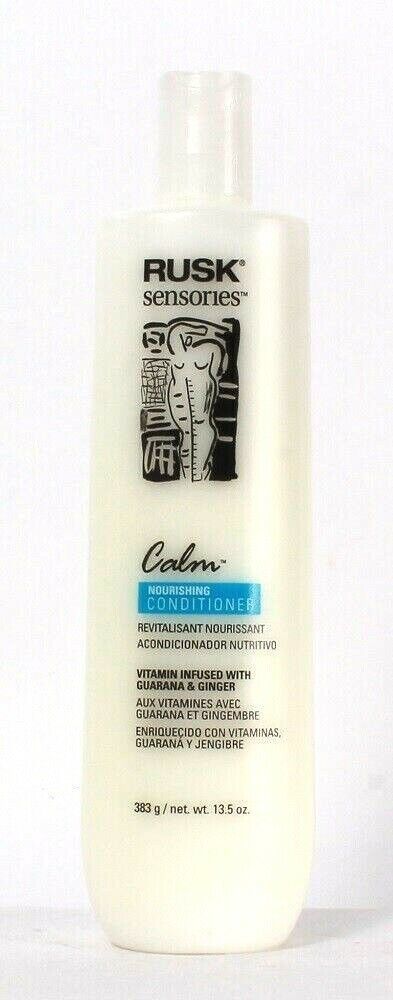 RUSK®
sensories™
Calm™
NOURISHING
CONDITIONER
REVITALISANT NOURISSANT
ACONDICIONADOR NUTRITIVO
VITAMIN INFUSED WITH
GUARANA & GINGER
AUX VITAMINES AVEC
GUARANA ET GINGEMBRE
ENRIQUECIDO CON VITAMINAS,
GUARANÁ Y JENGIBRE
383 g / net. wt. 13.5 oz.